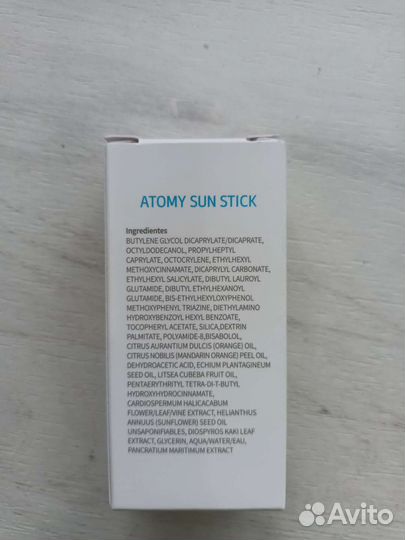 ATOMY SUN STICK
Ingredientes
BUTYLENE GLYCOL DICAPRYLATE/DICAPRATE,
OCTYLDODECANOL, PROPYLHEPTYL
CAPRYLATE, OCTOCRYLENE, ETHYLHEXYL
METHOXYCINNAMATE, DICAPRYLYL CARBONATE,
ETHYLHEXYL SALICYLATE, DIBUTYL LAUROYL
GLUTAMIDE, DIBUTYL ETHYLHEXANOYL
GLUTAMIDE, BIS-ETHYLHEXYLOXYPHENOL
METHOXYPHENYL TRIAZINE, DIETHYLAMINO
HYDROXYBENZOYL HEXYL BENZOATE,
TOCOPHERYL ACETATE, SILICA,DEXTRIN
PALMITATE, POLYAMIDE-8,BISABOLOL,
CITRUS AURANTIUM DULCIS (ORANGE) OIL,
CITRUS NOBILIS (MANDARIN ORANGE) PEEL OIL,
DEHYDROACETIC ACID, ECHIUM PLANTAGINEUM
SEED OIL, LITSEA CUBEBA FRUIT OIL,
PENTAERYTHRITYL TETRA-DI-T-BUTYL
HYDROXYHYDROCINNAMATE,
CARDIOSPERMUM HALICACABUM
FLOWER/LEAF/VINE EXTRACT, HELIANTHUS
ANNUUS (SUNFLOWER) SEED OIL
UNSAPONIFIABLES, DIOSPYROS KAKI LEAF
EXTRACT, GLYCERIN, AQUA/WATER/EAU,
PANCRATIUM MARITIMUM EXTRACT
Avito